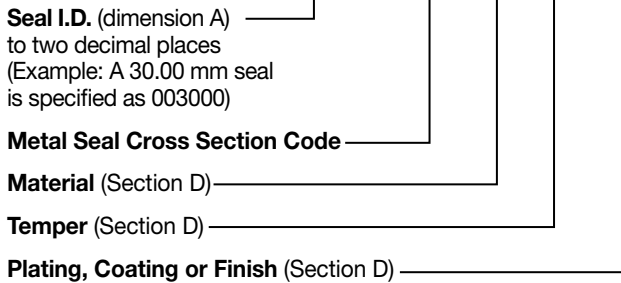 Seal I.D. (dimension A)
to two decimal places
(Example: A 30.00 mm seal
is specified as 003000)
Metal Seal Cross Section Code
Material (Section D)
Temper (Section D)
Plating, Coating or Finish (Section D)